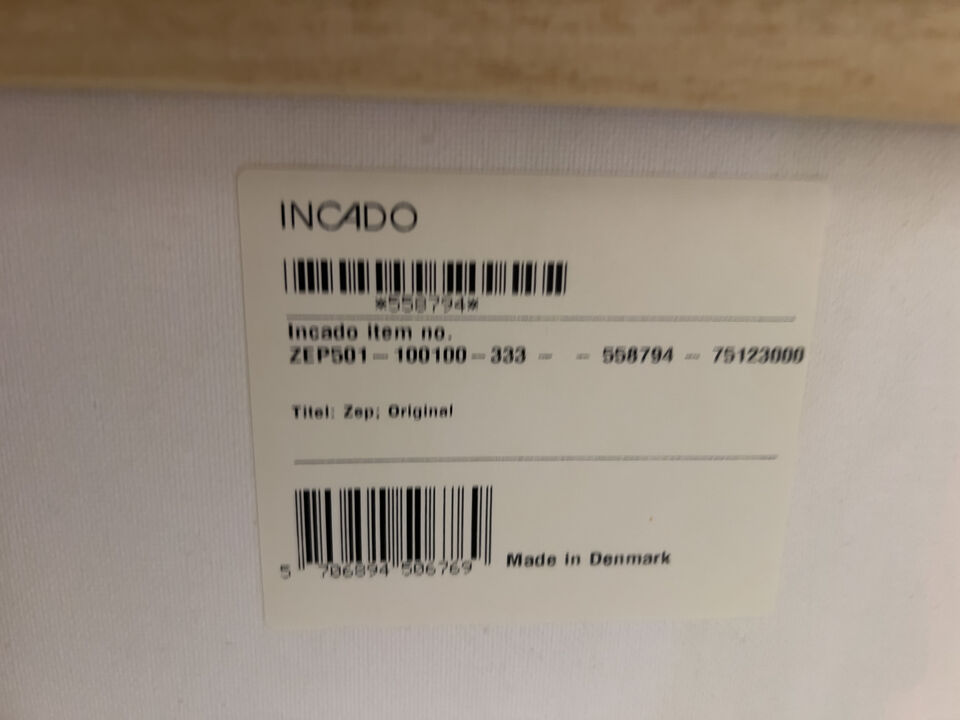 INCADO
*558794*
Incado item no.
ZEP501 - 100100 - 333 - - 558794 - 75123000
Titel: Zep; Original
5 706894 506769
Made in Denmark